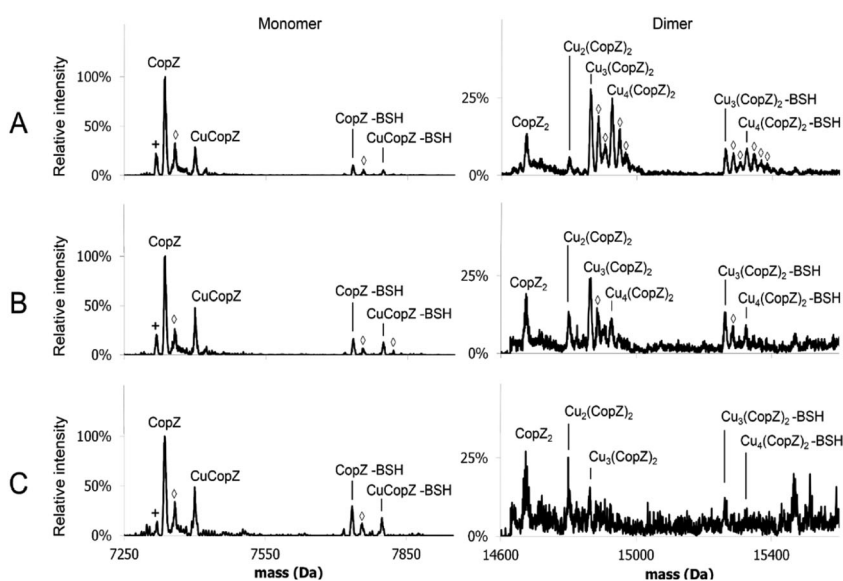 Monomer
Dimer
A
Relative intensity
100%
50%
0%
+
CopZ
◊
CuCopZ
CopZ -BSH
◊
CuCopZ -BSH
25%
0%
CopZ₂
Cu₂(CopZ)₂
Cu₃(CopZ)₂
◊
◊
Cu₄(CopZ)₂
◊
◊
Cu₃(CopZ)₂ -BSH
◊
◊
Cu₄(CopZ)₂ -BSH
◊
◊
◊
B
Relative intensity
100%
50%
0%
+
CopZ
◊
CuCopZ
CopZ -BSH
◊
CuCopZ -BSH
◊
25%
0%
CopZ₂
Cu₂(CopZ)₂
Cu₃(CopZ)₂
◊
Cu₄(CopZ)₂
Cu₃(CopZ)₂ -BSH
◊
Cu₄(CopZ)₂ -BSH
C
Relative intensity
100%
50%
0%
+
CopZ
◊
CuCopZ
CopZ -BSH
◊
CuCopZ -BSH
7250 7550 7850
mass (Da)
25%
0%
CopZ₂
Cu₂(CopZ)₂
Cu₃(CopZ)₂
Cu₃(CopZ)₂ -BSH
Cu₄(CopZ)₂ -BSH
14600 15000 15400
mass (Da)